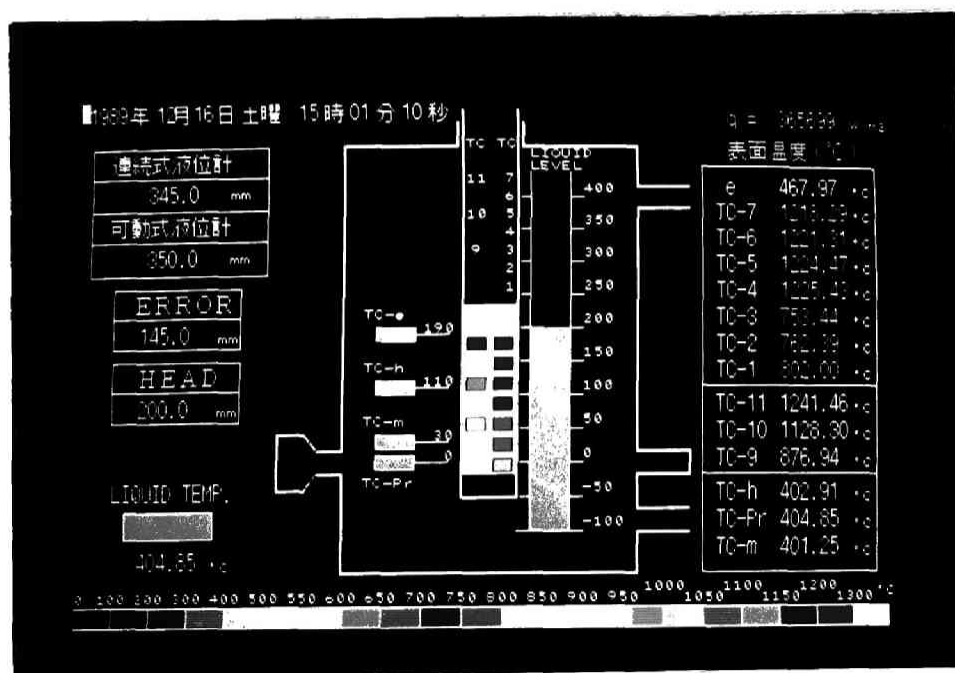 1989年 12月16日 土曜 15時01分10秒
連続式液位計
345.0 mm
可動式液位計
350.0 mm
ERROR
145.0 mm
HEAD
200.0 mm
LIQUID TEMP.
404.85 °c
TC-e
190
TC-h
110
TC-m
30
0
TC-Pr
TC TC
11 7
6
10 5
4
9 3
2
1
LIQUID
LEVEL
400
350
300
250
200
150
100
50
0
-50
-100
q =
表面温度 (℃)
e 467.97 °c
TC-7
TC-6
TC-5 1224.47 °c
TC-4
TC-3
TC-2
TC-1 802.00 °c
TC-11 1241.46 °c
TC-10 1128.30 °c
TC-9 876.94 °c
TC-h 402.91 °c
TC-Pr 404.85 °c
TC-m 401.25 °c
0 100 200 300 400 500 550 600 650 700 750 800 850 900 950 1000 1050 1100 1150 1200 1300 °c